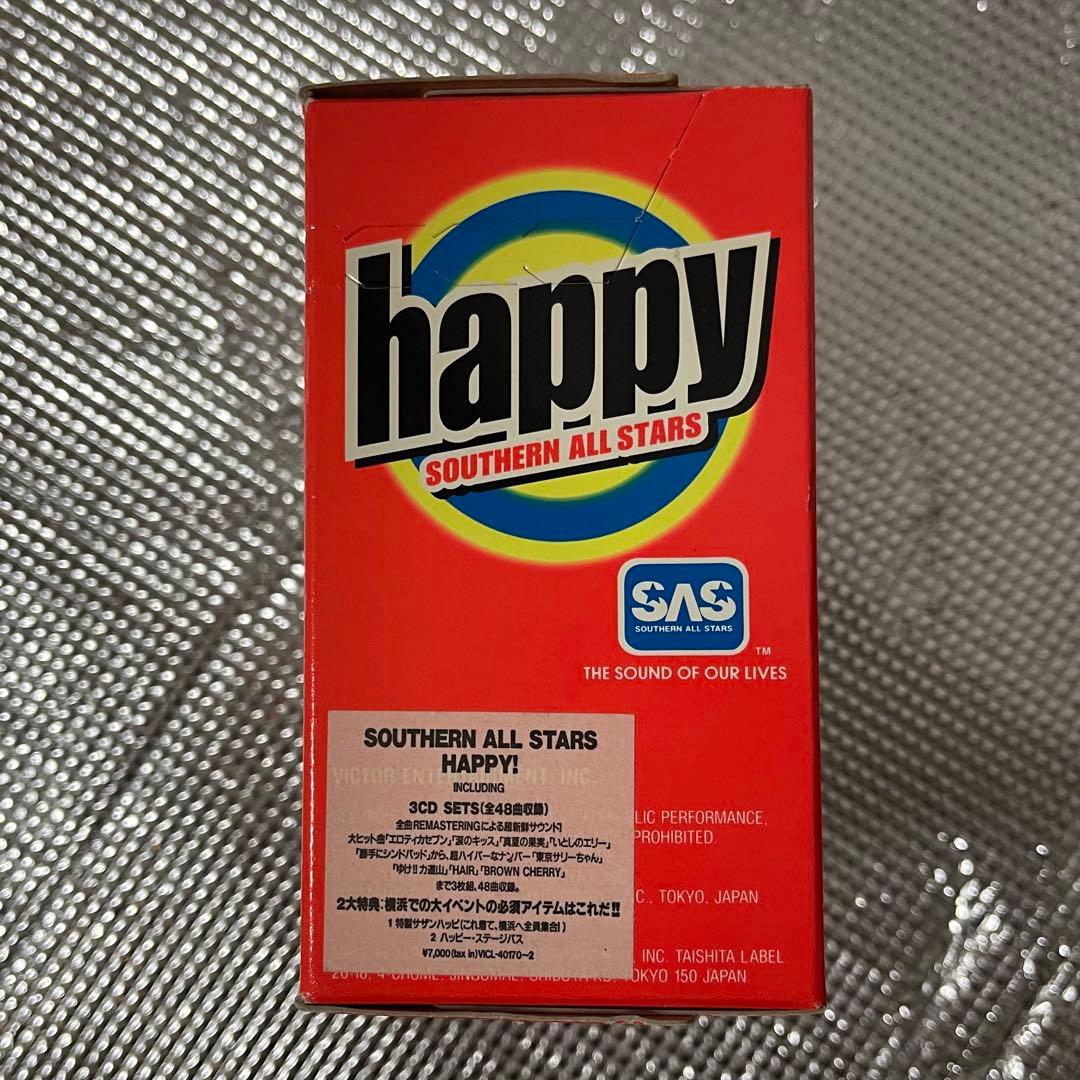 happy
SOUTHERN ALL STARS
SAS
SOUTHERN ALL STARS
TM
THE SOUND OF OUR LIVES
SOUTHERN ALL STARS
HAPPY!
VICTOR ENTERTAINMENT, INC.
INCLUDING
3CD SETS(全48曲収録)
全曲REMASTERINGによる超新鮮サウンド!
大ヒット曲「エロティカセブン」「涙のキッス」「真夏の果実」「いとしのエリー」
「勝手にシンドバッド」から、超ハイパーなナンバー「東京サリーちゃん」
「ゆけ!!力道山」「HAIR」「BROWN CHERRY」
まで3枚組、48曲収録。
2大特典:横浜での大イベントの必須アイテムはこれだ!!
1 特製サザンハッピ(これ着て、横浜へ全員集合!)
2 ハッピー・ステージパス
¥7,000(tax in)VICL-40170~2
LIC PERFORMANCE,
PROHIBITED.
C., TOKYO, JAPAN
INC. TAISHITA LABEL
TOKYO 150 JAPAN